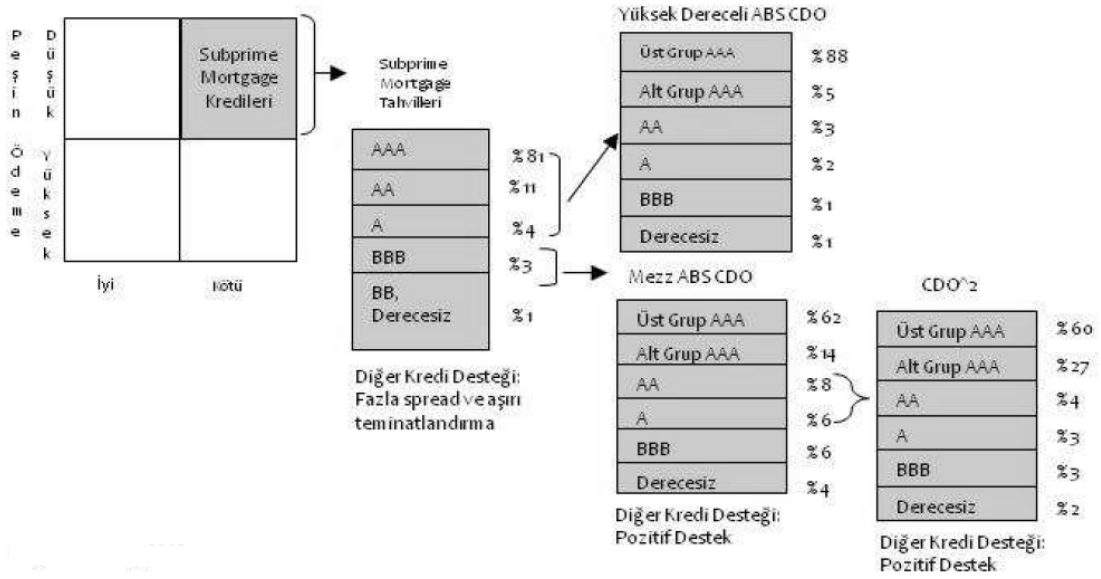 Peşin Ödeme
Düşük
Yüksek
Subprime
Mortgage
Kredileri
İyi
Kötü
Subprime
Mortgage
Tahvilleri
AAA %81
AA %11
A %4
BBB %3
BB,
Derecesiz %1
Diğer Kredi Desteği:
Fazla spread ve aşırı
teminatlandırma
Yüksek Dereceli ABS CDO
Üst Grup AAA %88
Alt Grup AAA %5
AA %3
A %2
BBB %1
Derecesiz %1
Mezz ABS CDO
Üst Grup AAA %62
Alt Grup AAA %14
AA %8
A %6
BBB %6
Derecesiz %4
Diğer Kredi Desteği:
Pozitif Destek
CDO^2
Üst Grup AAA %60
Alt Grup AAA %27
AA %4
A %3
BBB %3
Derecesiz %2
Diğer Kredi Desteği:
Pozitif Destek